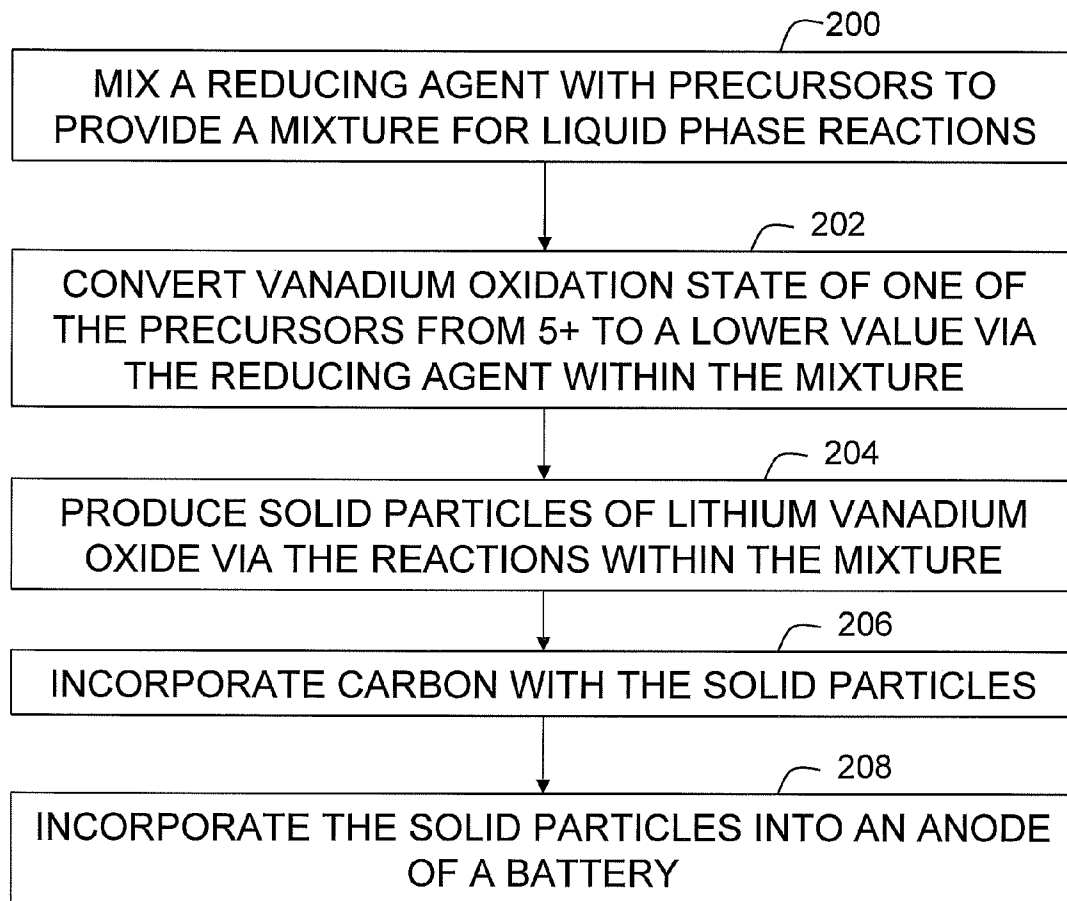 200
MIX A REDUCING AGENT WITH PRECURSORS TO
PROVIDE A MIXTURE FOR LIQUID PHASE REACTIONS
202
CONVERT VANADIUM OXIDATION STATE OF ONE OF
THE PRECURSORS FROM 5+ TO A LOWER VALUE VIA
THE REDUCING AGENT WITHIN THE MIXTURE
204
PRODUCE SOLID PARTICLES OF LITHIUM VANADIUM
OXIDE VIA THE REACTIONS WITHIN THE MIXTURE
206
INCORPORATE CARBON WITH THE SOLID PARTICLES
208
INCORPORATE THE SOLID PARTICLES INTO AN ANODE
OF A BATTERY